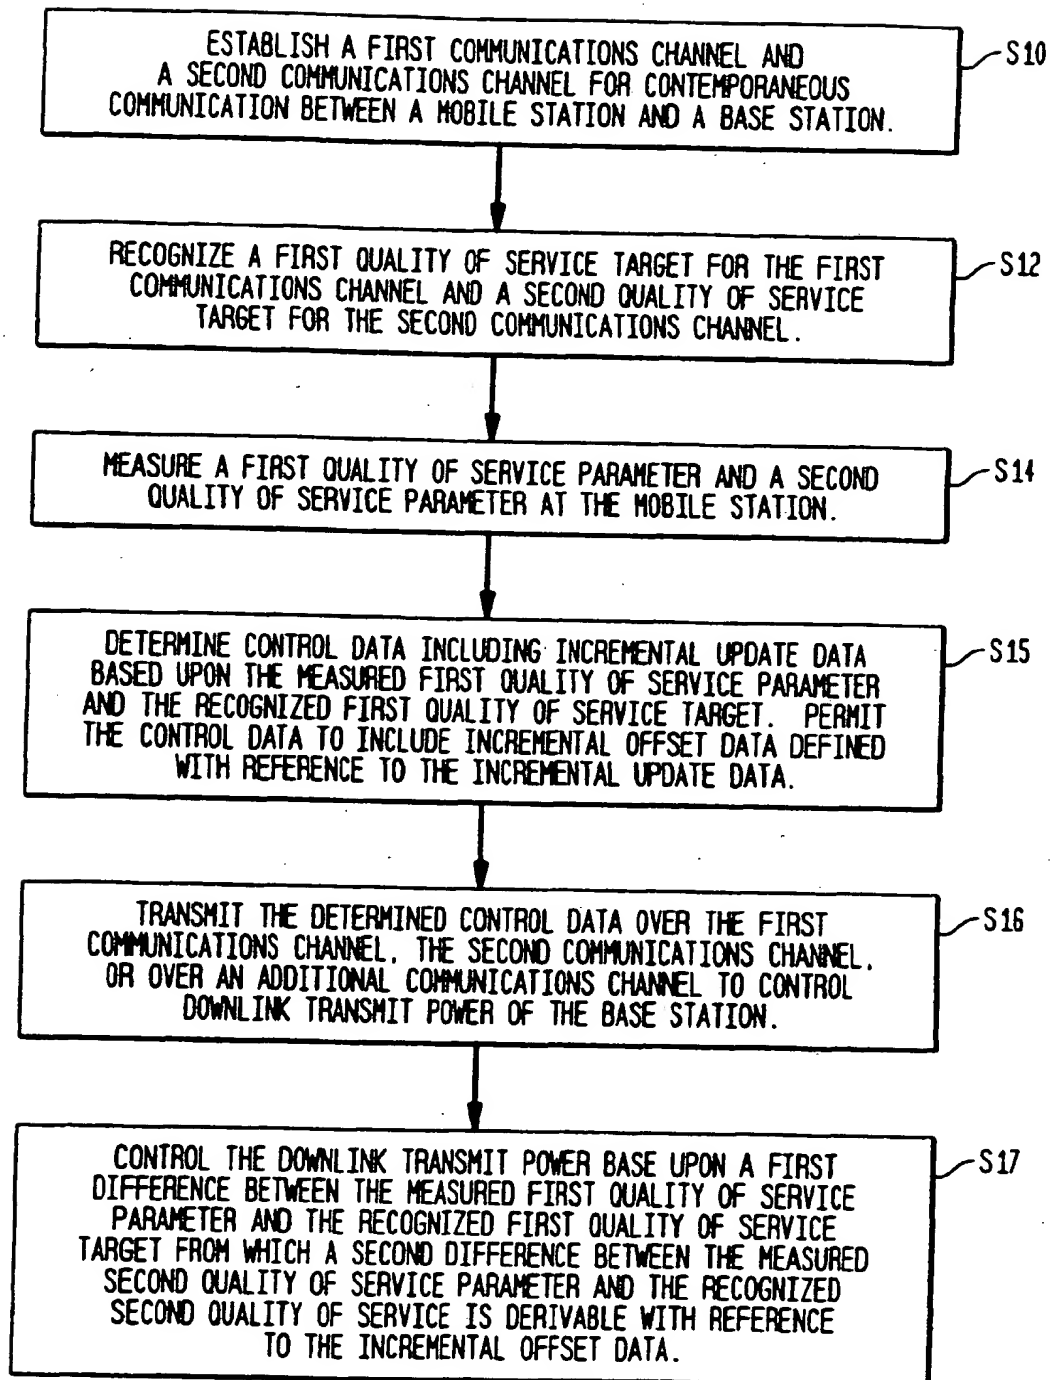 ESTABLISH A FIRST COMMUNICATIONS CHANNEL AND
A SECOND COMMUNICATIONS CHANNEL FOR CONTEMPORANEOUS
COMMUNICATION BETWEEN A MOBILE STATION AND A BASE STATION.
S10
RECOGNIZE A FIRST QUALITY OF SERVICE TARGET FOR THE FIRST
COMMUNICATIONS CHANNEL AND A SECOND QUALITY OF SERVICE
TARGET FOR THE SECOND COMMUNICATIONS CHANNEL.
S12
MEASURE A FIRST QUALITY OF SERVICE PARAMETER AND A SECOND
QUALITY OF SERVICE PARAMETER AT THE MOBILE STATION.
S14
DETERMINE CONTROL DATA INCLUDING INCREMENTAL UPDATE DATA
BASED UPON THE MEASURED FIRST QUALITY OF SERVICE PARAMETER
AND THE RECOGNIZED FIRST QUALITY OF SERVICE TARGET. PERMIT
THE CONTROL DATA TO INCLUDE INCREMENTAL OFFSET DATA DEFINED
WITH REFERENCE TO THE INCREMENTAL UPDATE DATA.
S15
TRANSMIT THE DETERMINED CONTROL DATA OVER THE FIRST
COMMUNICATIONS CHANNEL, THE SECOND COMMUNICATIONS CHANNEL,
OR OVER AN ADDITIONAL COMMUNICATIONS CHANNEL TO CONTROL
DOWNLINK TRANSMIT POWER OF THE BASE STATION.
S16
CONTROL THE DOWNLINK TRANSMIT POWER BASE UPON A FIRST
DIFFERENCE BETWEEN THE MEASURED FIRST QUALITY OF SERVICE
PARAMETER AND THE RECOGNIZED FIRST QUALITY OF SERVICE
TARGET FROM WHICH A SECOND DIFFERENCE BETWEEN THE MEASURED
SECOND QUALITY OF SERVICE PARAMETER AND THE RECOGNIZED
SECOND QUALITY OF SERVICE IS DERIVABLE WITH REFERENCE
TO THE INCREMENTAL OFFSET DATA.
S17